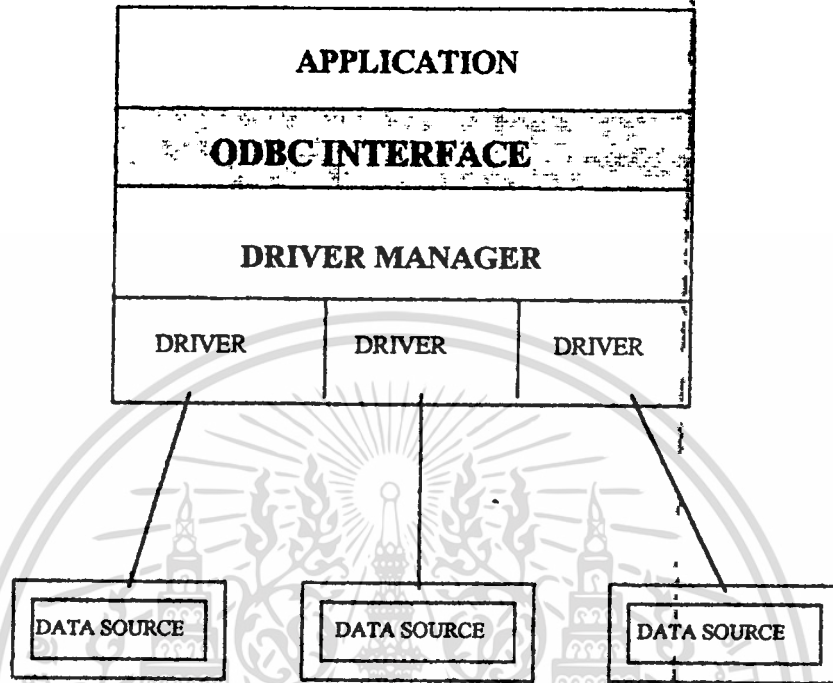 APPLICATION
ODBC INTERFACE
DRIVER MANAGER
DRIVER DRIVER DRIVER
DATA SOURCE DATA SOURCE DATA SOURCE